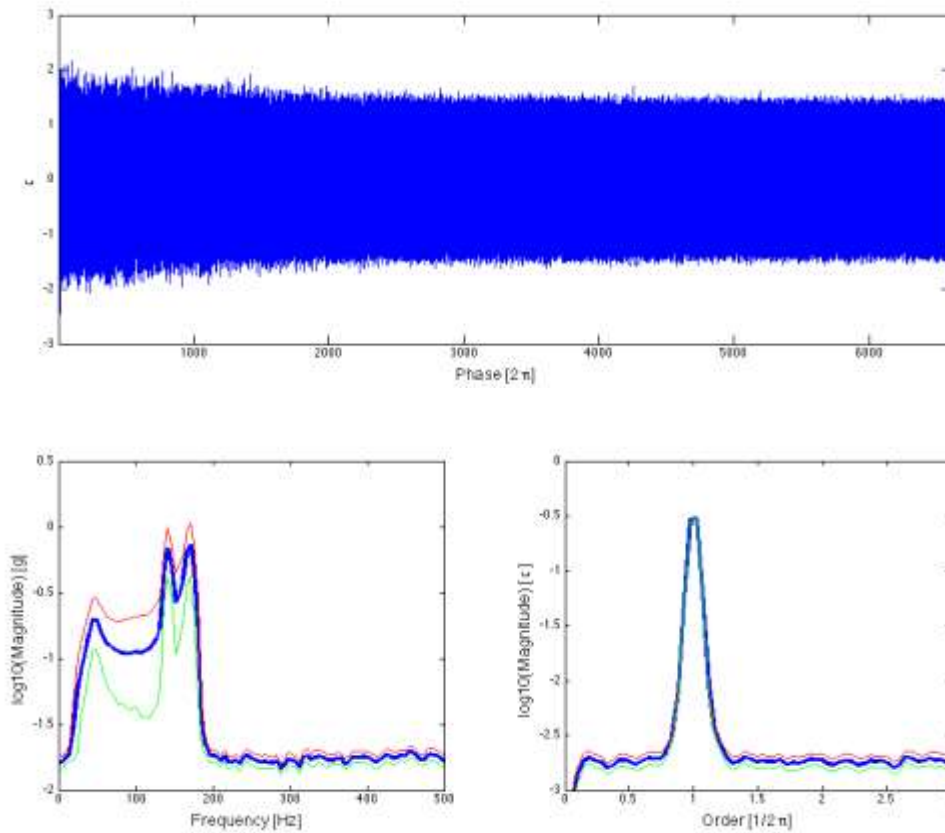 3
2
1
0
-1
-2
-3
ε
1000 2000 3000 4000 5000 6000
Phase [2π]
0.5
0
-0.5
-1
-1.5
-2
log10(Magnitude) [g]
0 100 200 300 400 500
Frequency [Hz]
0
-0.5
-1
-1.5
-2
-2.5
-3
log10(Magnitude) [ε]
0 0.5 1 1.5 2 2.5
Order [1/2π]